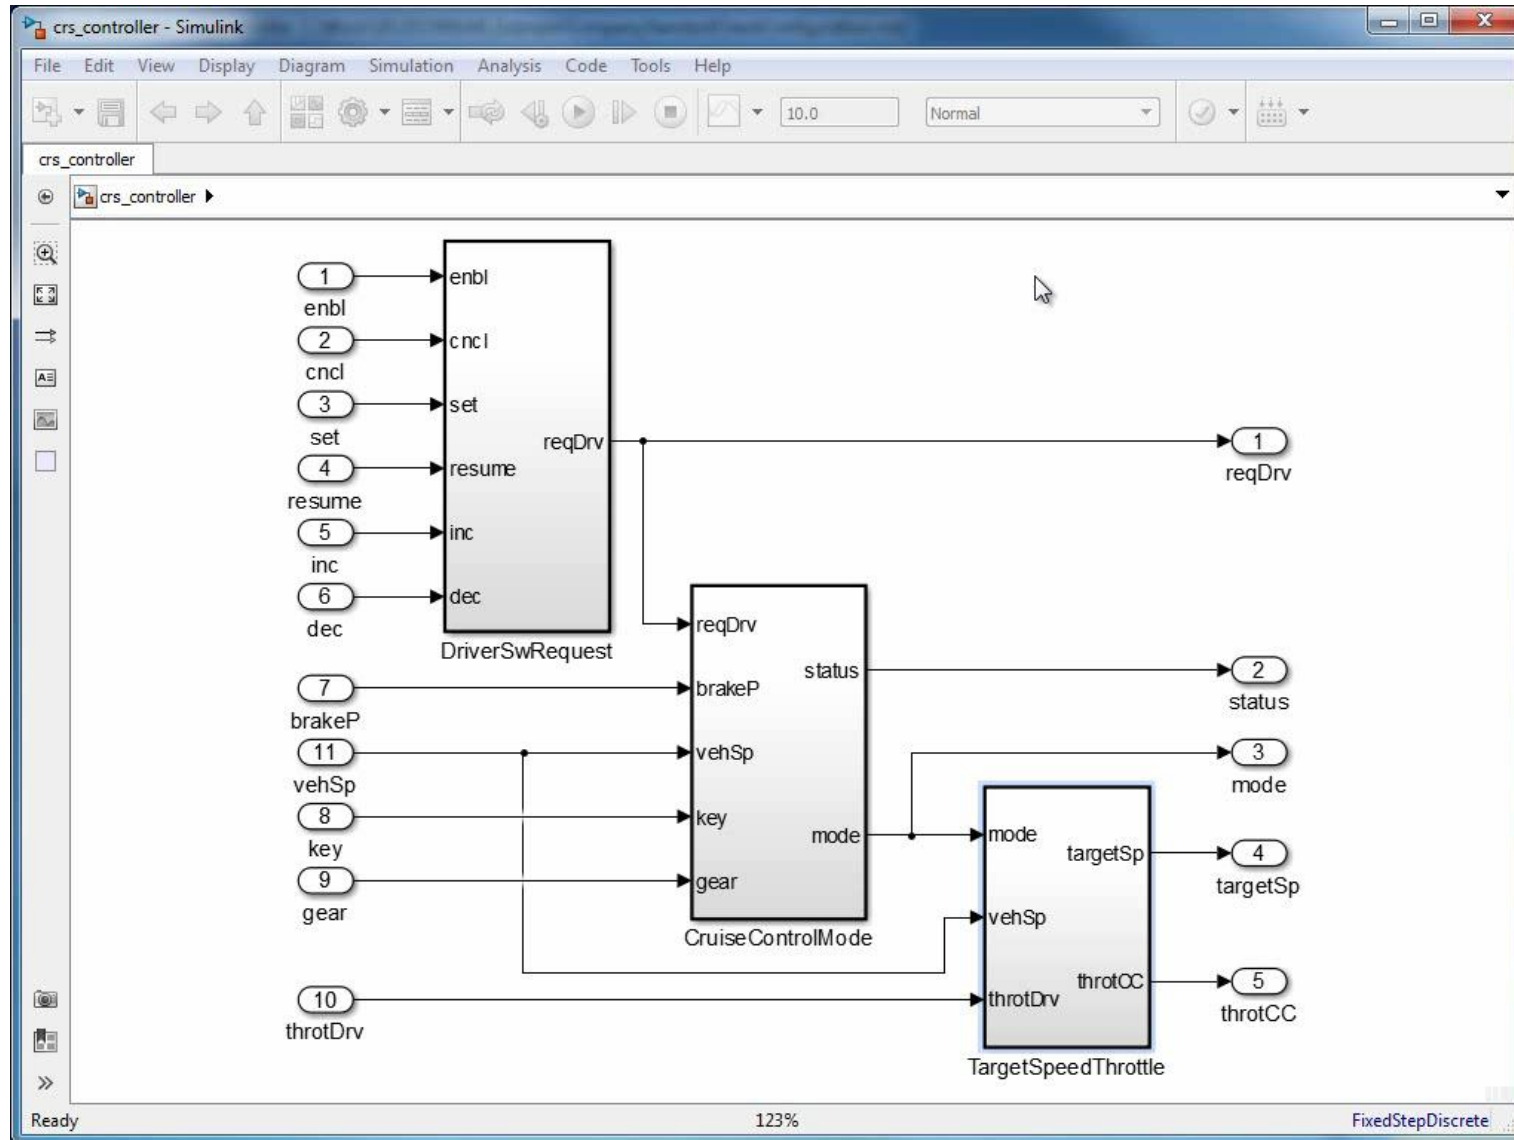 crs_controller - Simulink
File Edit View Display Diagram Simulation Analysis Code Tools Help
10.0 Normal
crs_controller
crs_controller
1 enbl
enbl
2 cncl
cncl
3 set
set
reqDrv 1
reqDrv
4 resume
resume
5 inc
inc
6 dec
dec
DriverSwRequest
reqDrv
status 2
status
7 brakeP
brakeP
11 vehSp 3
vehSp mode
8 key
key
mode mode
targetSp 4
targetSp
9 gear
gear
vehSp
CruiseControlMode
throtCC 5
throtCC
10 throtDrv
throtDrv
TargetSpeedThrottle
Ready 123% FixedStepDiscrete